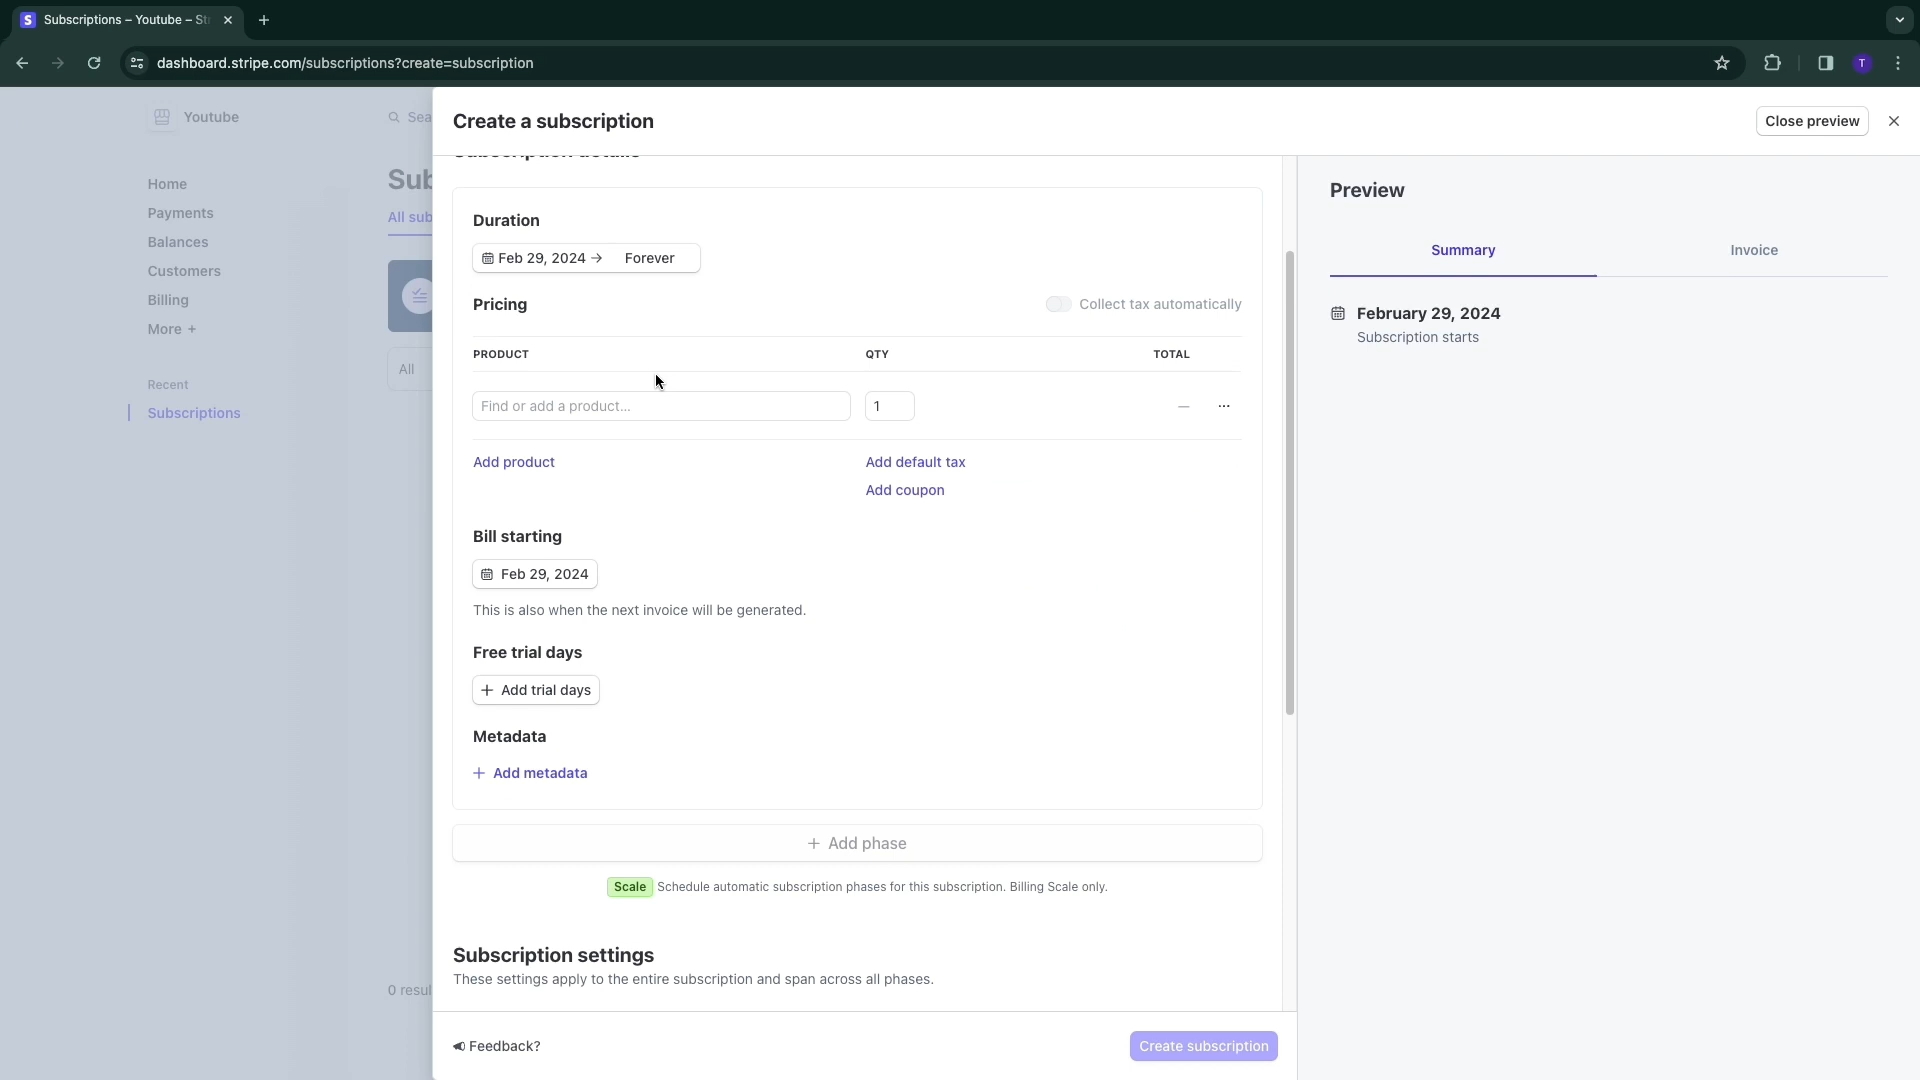 Subscriptions – Youtube – St
dashboard.stripe.com/subscriptions?create=subscription
T
Youtube
Sea
Create a subscription
Close preview
Home
Payments
Balances
Customers
Billing
More +
Recent
Subscriptions
Sub
All sub
All
0 resul
Subscription details
Duration
Feb 29, 2024 → Forever
Pricing
Collect tax automatically
PRODUCT QTY TOTAL
Find or add a product... 1 — ···
Add product Add default tax
Add coupon
Bill starting
Feb 29, 2024
This is also when the next invoice will be generated.
Free trial days
+ Add trial days
Metadata
+ Add metadata
+ Add phase
Scale Schedule automatic subscription phases for this subscription. Billing Scale only.
Subscription settings
These settings apply to the entire subscription and span across all phases.
Feedback?
Create subscription
Preview
Summary Invoice
February 29, 2024
Subscription starts